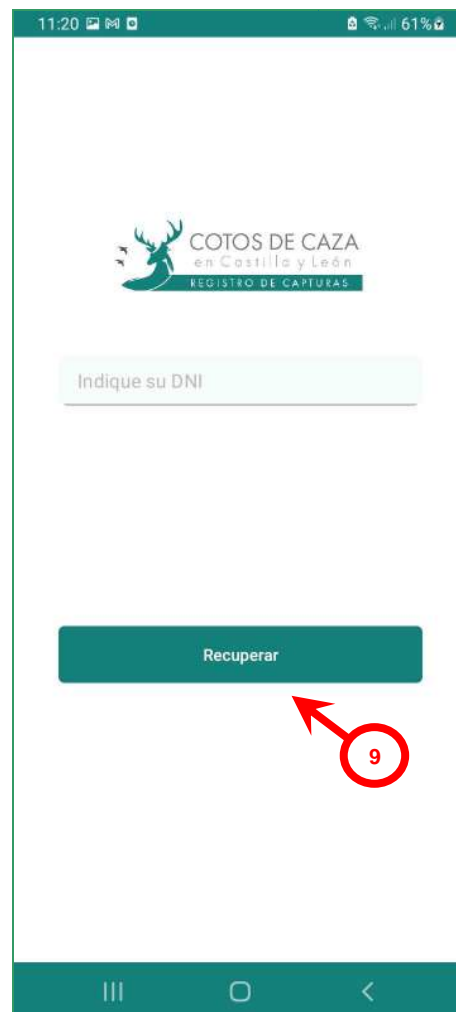 11:20
61%
COTOS DE CAZA
en Castilla y León
REGISTRO DE CAPTURAS
Indique su DNI
Recuperar
9